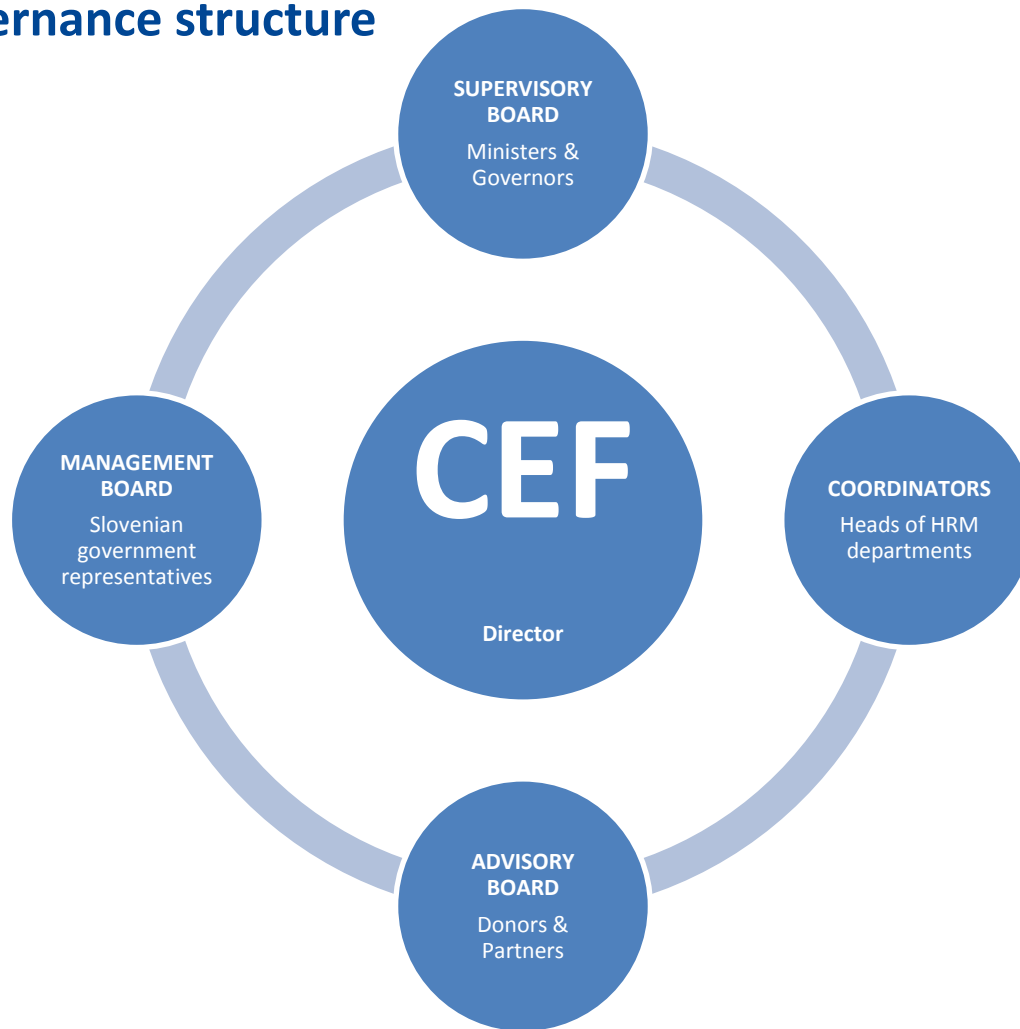 ernance structure
SUPERVISORY
BOARD
Ministers &
Governors
MANAGEMENT
BOARD
Slovenian
government
representatives
CEF
Director
COORDINATORS
Heads of HRM
departments
ADVISORY
BOARD
Donors &
Partners